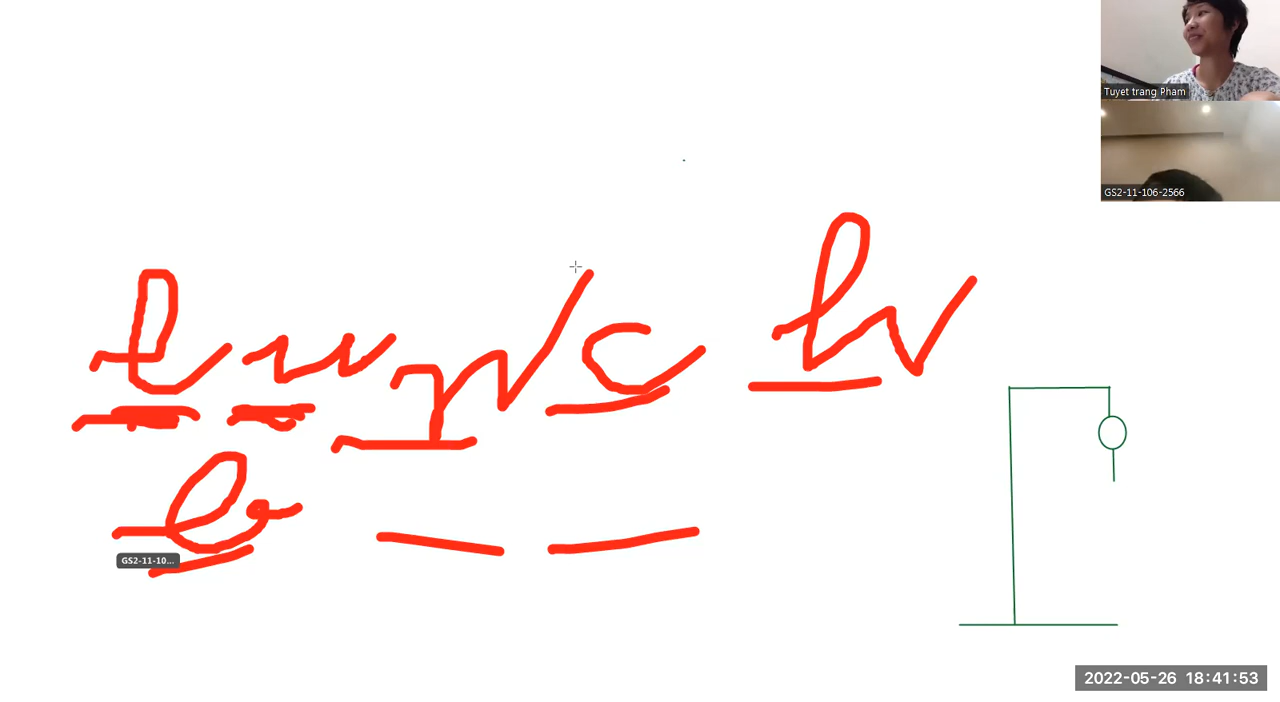 Tuyet trang Pham
GS2-11-106-2566
l u n c h
b _ _
GS2-11-10...
2022-05-26 18:41:53